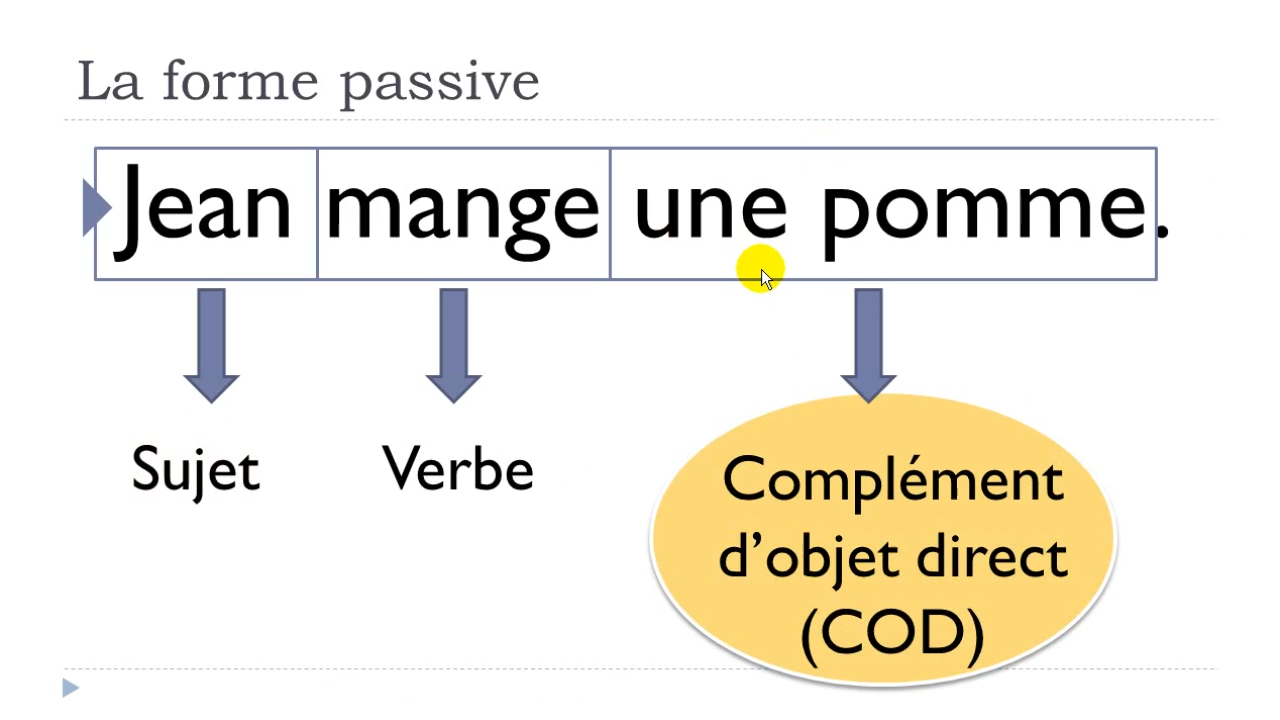 La forme passive
Jean mange une pomme.
Sujet
Verbe
Complément
d’objet direct
(COD)